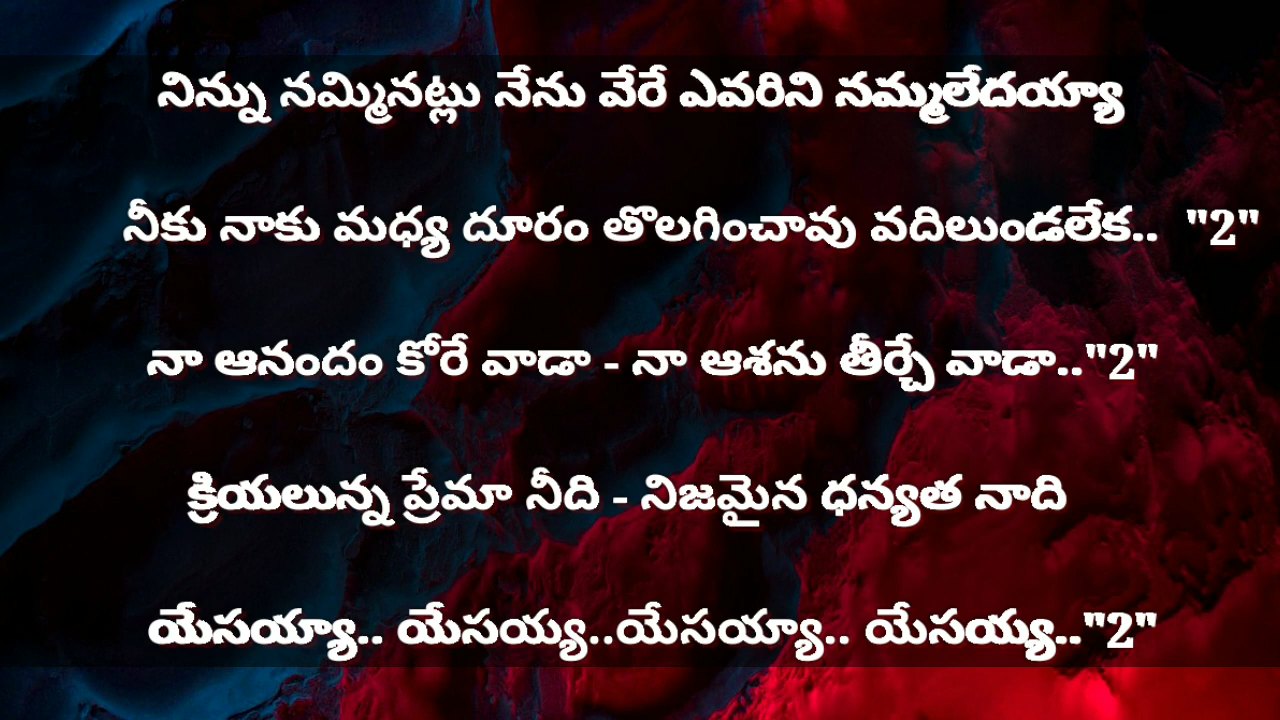 నిన్ను నమ్మినట్లు నేను వేరే ఎవరిని నమ్మలేదయ్యా
నీకు నాకు మధ్య దూరం తొలగించావు వదిలుండలేక.. "2"
నా ఆనందం కోరే వాడా - నా ఆశను తీర్చే వాడా.."2"
క్రియలున్న ప్రేమా నీది - నిజమైన ధన్యత నాది
యేసయ్యా.. యేసయ్య..యేసయ్యా.. యేసయ్య.."2"